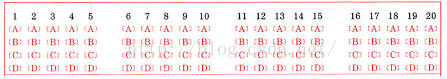 1 2 3 4 5 6 7 8 9 10 11 12 13 14 15 16 17 18 19 20
[A] [A] [A] [A] [A] [A] [A] [A] [A] [A] [A] [A] [A] [A] [A] [A] [A] [A] [A] [A]
[B] [B] [B] [B] [B] [B] [B] [B] [B] [B] [B] [B] [B] [B] [B] [B] [B] [B] [B] [B]
[C] [C] [C] [C] [C] [C] [C] [C] [C] [C] [C] [C] [C] [C] [C] [C] [C] [C] [C] [C]
[D] [D] [D] [D] [D] [D] [D] [D] [D] [D] [D] [D] [D] [D] [D] [D] [D] [D] [D] [D]